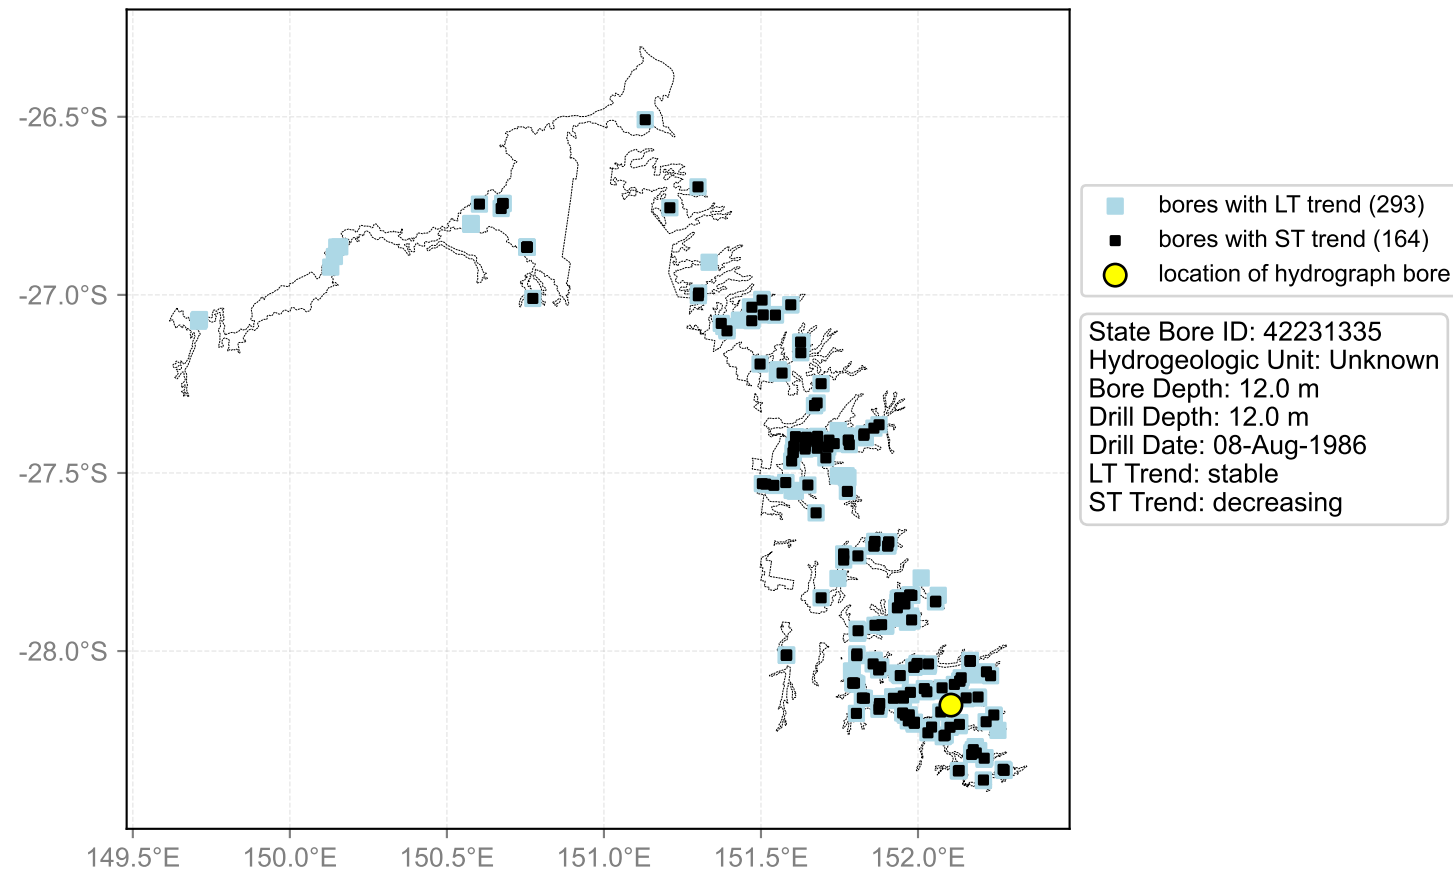 -26.5°S
-27.0°S
-27.5°S
-28.0°S
149.5°E
150.0°E
150.5°E
151.0°E
151.5°E
152.0°E
bores with LT trend (293)
bores with ST trend (164)
location of hydrograph bore
State Bore ID: 42231335
Hydrogeologic Unit: Unknown
Bore Depth: 12.0 m
Drill Depth: 12.0 m
Drill Date: 08-Aug-1986
LT Trend: stable
ST Trend: decreasing